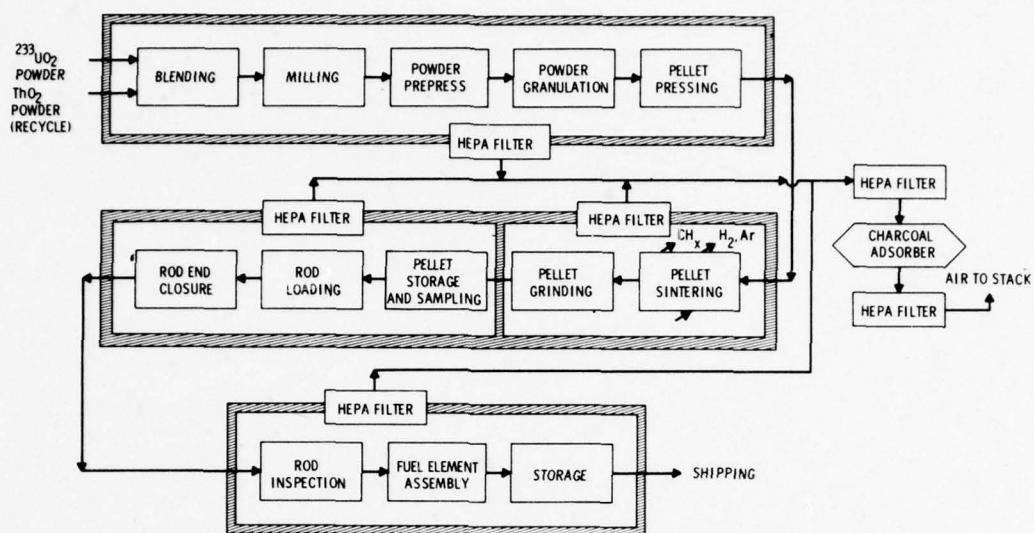 ²³³UO₂
POWDER
ThO₂
POWDER
(RECYCLE)
BLENDING
MILLING
POWDER
PREPRESS
POWDER
GRANULATION
PELLET
PRESSING
HEPA FILTER
HEPA FILTER
HEPA FILTER
HEPA FILTER
CHARCOAL
ADSORBER
HEPA FILTER
AIR TO STACK
ROD END
CLOSURE
ROD
LOADING
PELLET
STORAGE
AND SAMPLING
PELLET
GRINDING
CHₓ H₂, Ar
PELLET
SINTERING
HEPA FILTER
ROD
INSPECTION
FUEL ELEMENT
ASSEMBLY
STORAGE
SHIPPING